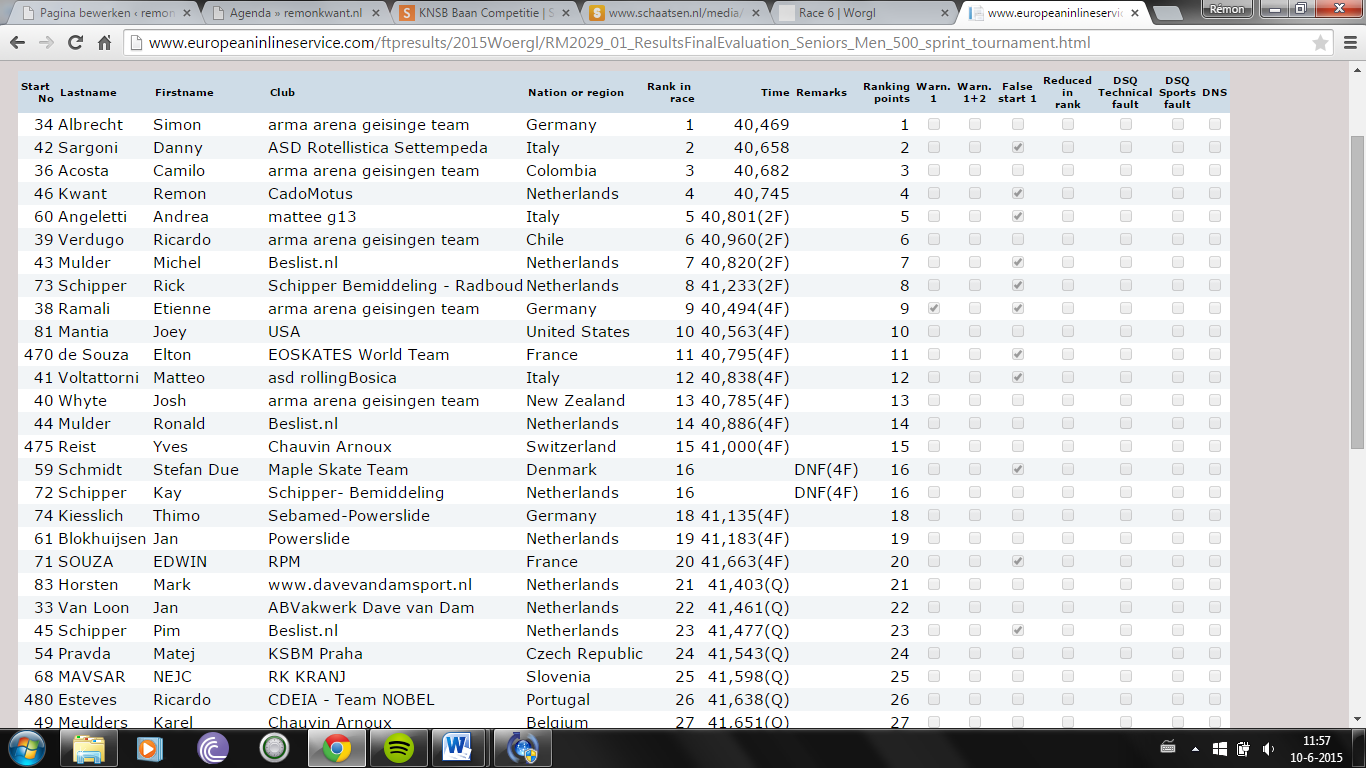 Pagina bewerken ‹ remon Agenda » remonkwant.nl KNSB Baan Competitie | S www.schaatsen.nl/media/ Race 6 | Worgl www.europeaninlineservic Rémon
www.europeaninlineservice.com/ftpresults/2015Woergl/RM2029_01_ResultsFinalEvaluation_Seniors_Men_500_sprint_tournament.html
Start No Lastname Firstname Club Nation or region Rank in race Time Remarks Ranking points Warn. 1 Warn. 1+2 False start 1 Reduced in rank DSQ Technical fault DSQ Sports fault DNS
34 Albrecht Simon arma arena geisinge team Germany 1 40,469 1
42 Sargoni Danny ASD Rotellistica Settempeda Italy 2 40,658 2
36 Acosta Camilo arma arena geisingen team Colombia 3 40,682 3
46 Kwant Remon CadoMotus Netherlands 4 40,745 4
60 Angeletti Andrea mattee g13 Italy 5 40,801(2F) 5
39 Verdugo Ricardo arma arena geisingen team Chile 6 40,960(2F) 6
43 Mulder Michel Beslist.nl Netherlands 7 40,820(2F) 7
73 Schipper Rick Schipper Bemiddeling - Radboud Netherlands 8 41,233(2F) 8
38 Ramali Etienne arma arena geisingen team Germany 9 40,494(4F) 9
81 Mantia Joey USA United States 10 40,563(4F) 10
470 de Souza Elton EOSKATES World Team France 11 40,795(4F) 11
41 Voltattorni Matteo asd rollingBosica Italy 12 40,838(4F) 12
40 Whyte Josh arma arena geisingen team New Zealand 13 40,785(4F) 13
44 Mulder Ronald Beslist.nl Netherlands 14 40,886(4F) 14
475 Reist Yves Chauvin Arnoux Switzerland 15 41,000(4F) 15
59 Schmidt Stefan Due Maple Skate Team Denmark 16 DNF(4F) 16
72 Schipper Kay Schipper- Bemiddeling Netherlands 16 DNF(4F) 16
74 Kiesslich Thimo Sebamed-Powerslide Germany 18 41,135(4F) 18
61 Blokhuijsen Jan Powerslide Netherlands 19 41,183(4F) 19
71 SOUZA EDWIN RPM France 20 41,663(4F) 20
83 Horsten Mark www.davevandamsport.nl Netherlands 21 41,403(Q) 21
33 Van Loon Jan ABVakwerk Dave van Dam Netherlands 22 41,461(Q) 22
45 Schipper Pim Beslist.nl Netherlands 23 41,477(Q) 23
54 Pravda Matej KSBM Praha Czech Republic 24 41,543(Q) 24
68 MAVSAR NEJC RK KRANJ Slovenia 25 41,598(Q) 25
480 Esteves Ricardo CDEIA - Team NOBEL Portugal 26 41,638(Q) 26
49 Meulders Karel Chauvin Arnoux Belgium 27 41,651(Q) 27
11:57
10-6-2015